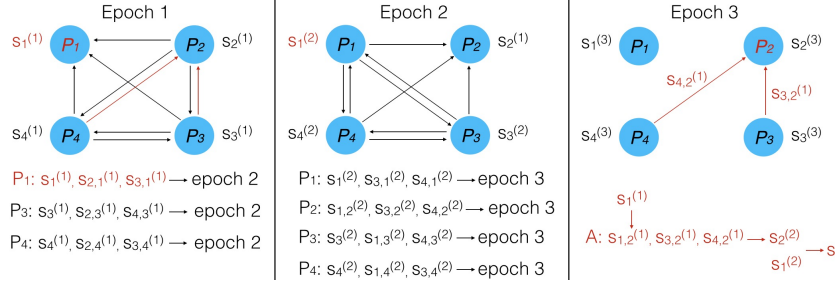 Epoch 1
s₁⁽¹⁾ P₁ P₂ s₂⁽¹⁾
s₄⁽¹⁾ P₄ P₃ s₃⁽¹⁾
P₁: s₁⁽¹⁾, s₂,₁⁽¹⁾, s₃,₁⁽¹⁾ → epoch 2
P₃: s₃⁽¹⁾, s₂,₃⁽¹⁾, s₄,₃⁽¹⁾ → epoch 2
P₄: s₄⁽¹⁾, s₂,₄⁽¹⁾, s₃,₄⁽¹⁾ → epoch 2
Epoch 2
s₁⁽²⁾ P₁ P₂ s₂⁽¹⁾
s₄⁽²⁾ P₄ P₃ s₃⁽²⁾
P₁: s₁⁽²⁾, s₃,₁⁽²⁾, s₄,₁⁽²⁾ → epoch 3
P₂: s₁,₂⁽²⁾, s₃,₂⁽²⁾, s₄,₂⁽²⁾ → epoch 3
P₃: s₃⁽²⁾, s₁,₃⁽²⁾, s₄,₃⁽²⁾ → epoch 3
P₄: s₄⁽²⁾, s₁,₄⁽²⁾, s₃,₄⁽²⁾ → epoch 3
Epoch 3
s₁⁽³⁾ P₁ P₂ s₂⁽³⁾
s₄,₂⁽¹⁾ s₃,₂⁽¹⁾
s₄⁽³⁾ P₄ P₃ s₃⁽³⁾
s₁⁽¹⁾
A: s₁,₂⁽¹⁾, s₃,₂⁽¹⁾, s₄,₂⁽¹⁾ → s₂⁽²⁾
s₁⁽²⁾ → s